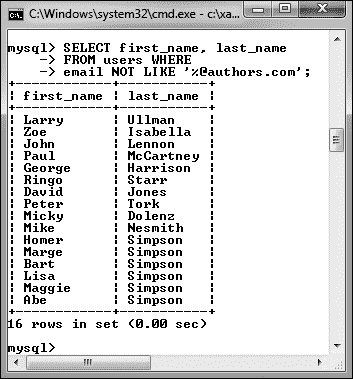 C:\Windows\system32\cmd.exe - c:\xa...
mysql> SELECT first_name, last_name
    -> FROM users WHERE
    -> email NOT LIKE '%@authors.com';
+------------+-----------+
| first_name | last_name |
+------------+-----------+
| Larry      | Ullman    |
| Zoe        | Isabella  |
| John       | Lennon    |
| Paul       | McCartney |
| George     | Harrison  |
| Ringo      | Starr     |
| David      | Jones     |
| Peter      | Tork      |
| Micky      | Dolenz    |
| Mike       | Nesmith   |
| Homer      | Simpson   |
| Marge      | Simpson   |
| Bart       | Simpson   |
| Lisa       | Simpson   |
| Maggie     | Simpson   |
| Abe        | Simpson   |
+------------+-----------+
16 rows in set (0.00 sec)
mysql>